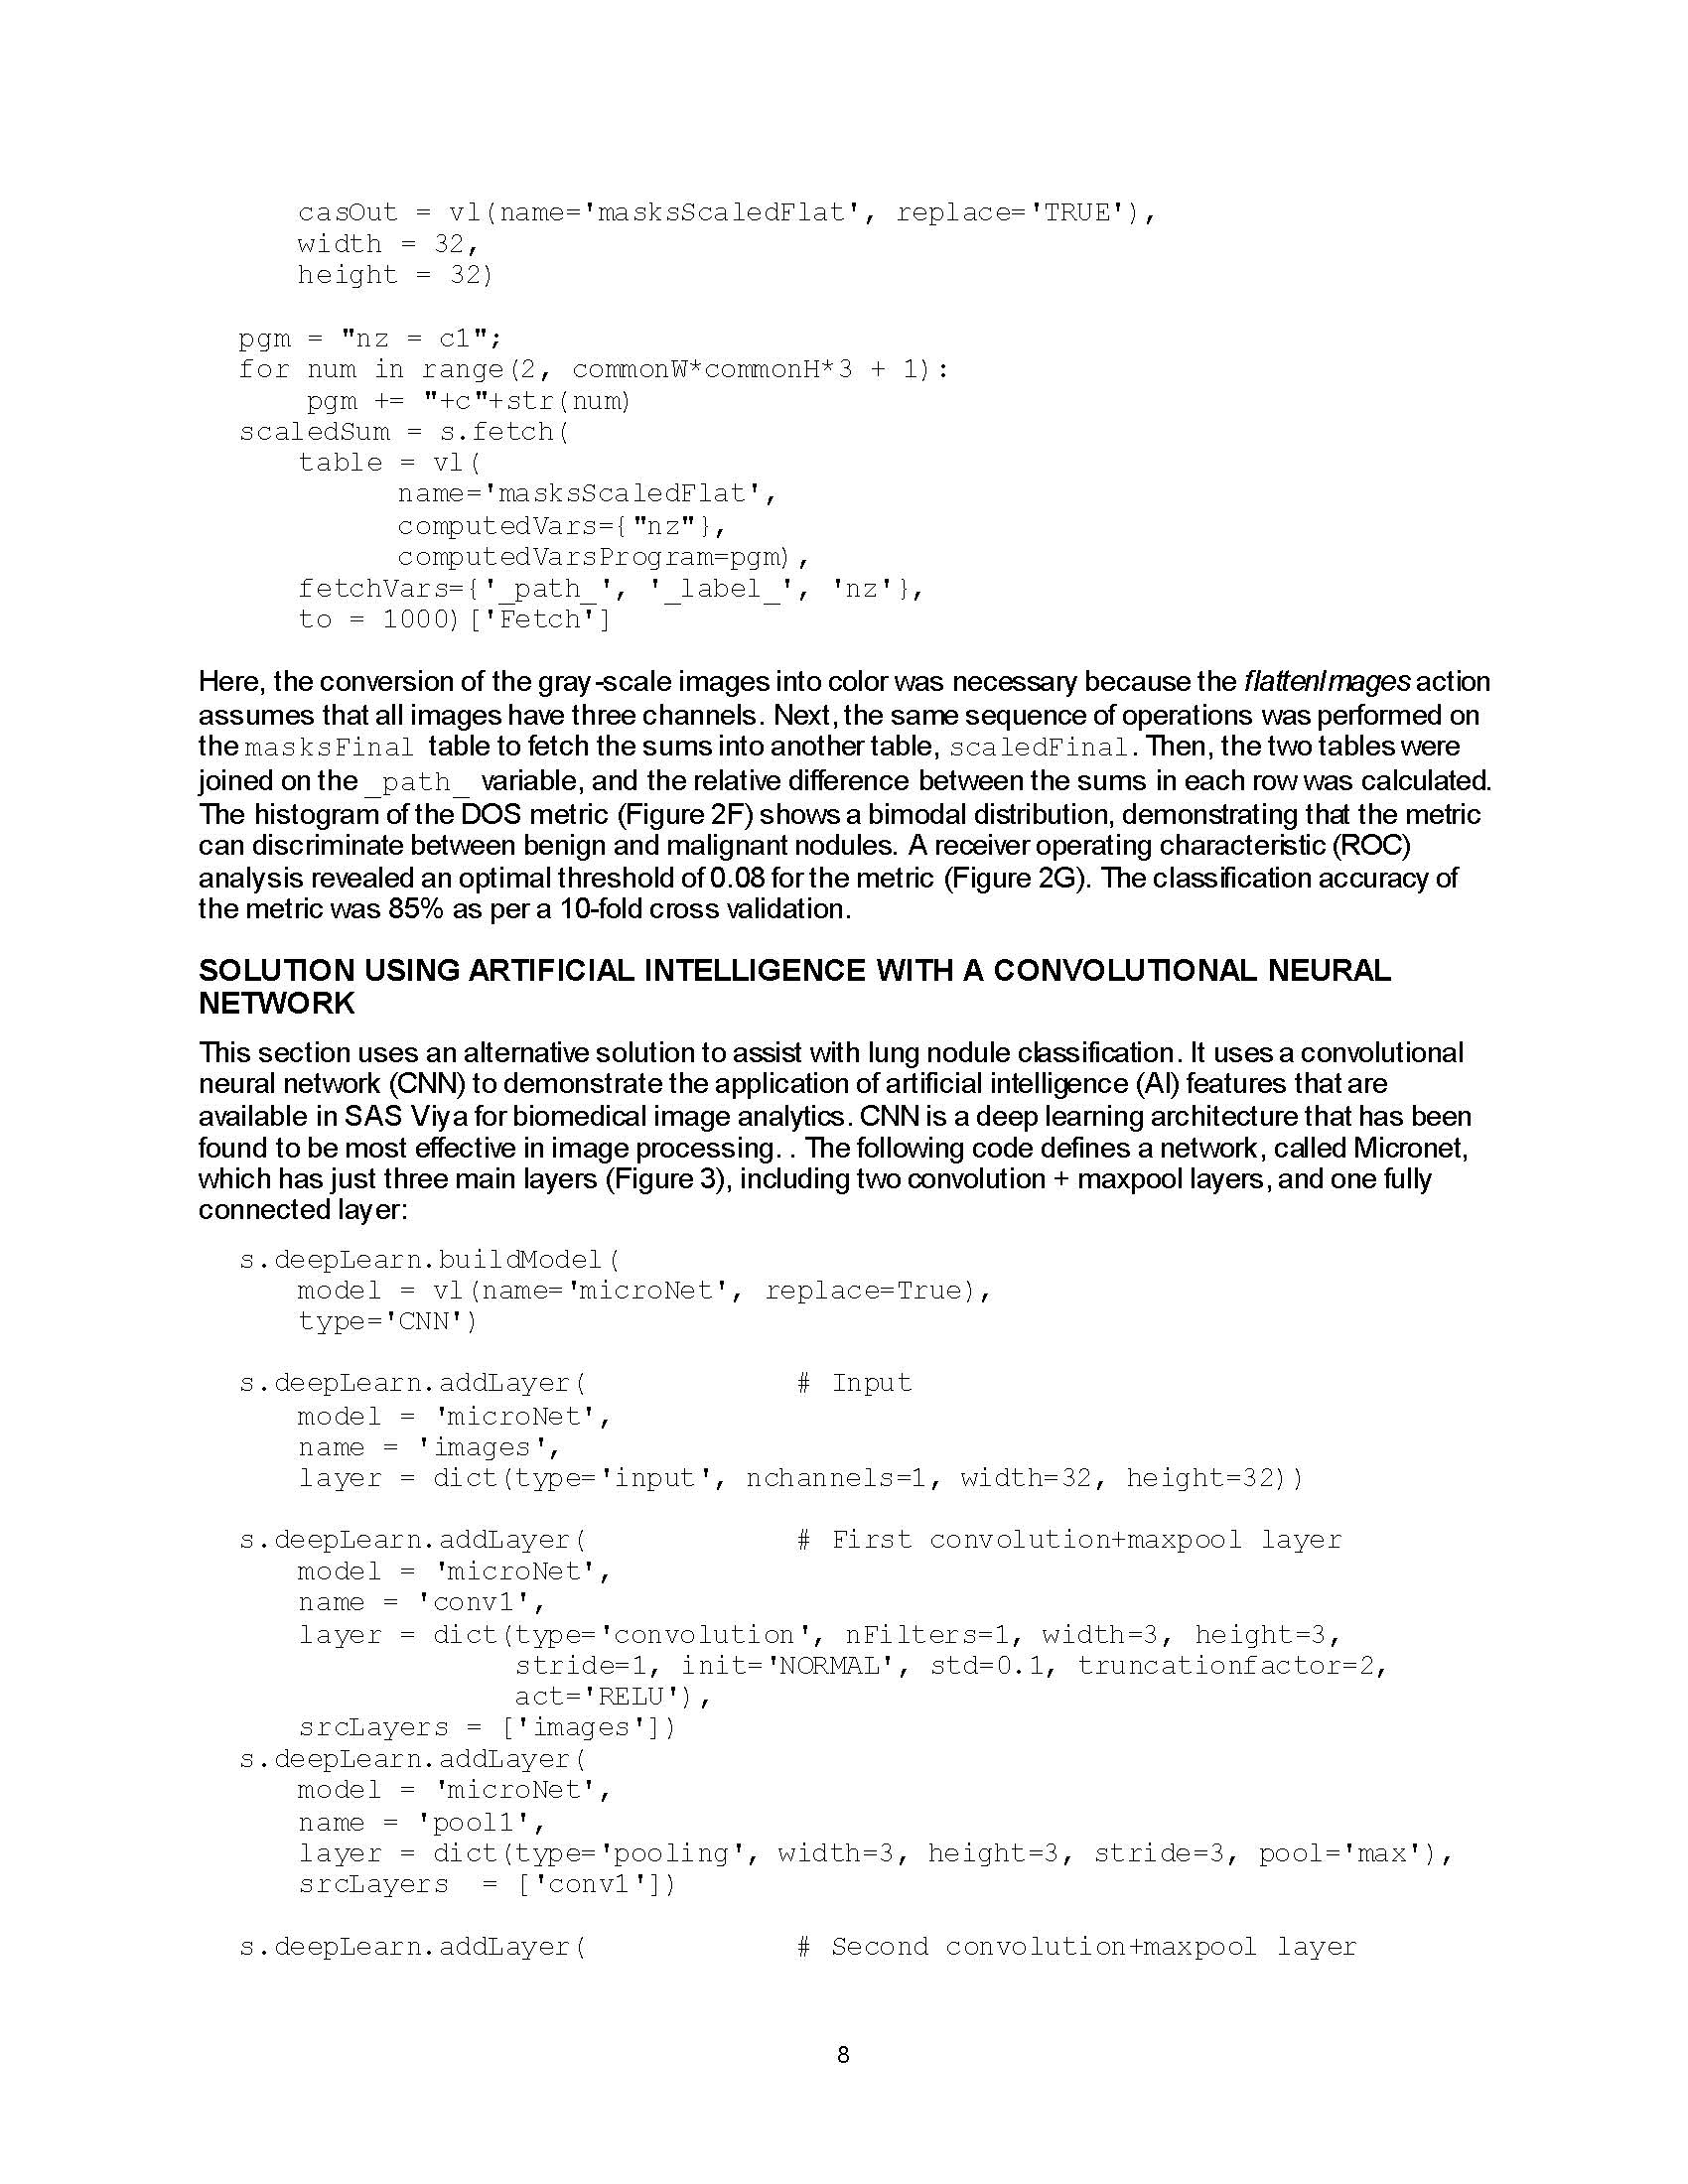 casOut = vl(name='masksScaledFlat', replace='TRUE'),
width = 32,
height = 32)
pgm = "nz = c1";
for num in range(2, commonW*commonH*3 + 1):
pgm += "+c"+str(num)
scaledSum = s.fetch(
table = vl(
name='masksScaledFlat',
computedVars={"nz"},
computedVarsProgram=pgm),
fetchVars={'_path_', '_label_', 'nz'},
to = 1000)['Fetch']
Here, the conversion of the gray-scale images into color was necessary because the flattenImages action
assumes that all images have three channels. Next, the same sequence of operations was performed on
the masksFinal table to fetch the sums into another table, scaledFinal. Then, the two tables were
joined on the _path_ variable, and the relative difference between the sums in each row was calculated.
The histogram of the DOS metric (Figure 2F) shows a bimodal distribution, demonstrating that the metric
can discriminate between benign and malignant nodules. A receiver operating characteristic (ROC)
analysis revealed an optimal threshold of 0.08 for the metric (Figure 2G). The classification accuracy of
the metric was 85% as per a 10-fold cross validation.
SOLUTION USING ARTIFICIAL INTELLIGENCE WITH A CONVOLUTIONAL NEURAL
NETWORK
This section uses an alternative solution to assist with lung nodule classification. It uses a convolutional
neural network (CNN) to demonstrate the application of artificial intelligence (AI) features that are
available in SAS Viya for biomedical image analytics. CNN is a deep learning architecture that has been
found to be most effective in image processing. . The following code defines a network, called Micronet,
which has just three main layers (Figure 3), including two convolution + maxpool layers, and one fully
connected layer:
s.deepLearn.buildModel(
model = vl(name='microNet', replace=True),
type='CNN')
s.deepLearn.addLayer( # Input
model = 'microNet',
name = 'images',
layer = dict(type='input', nchannels=1, width=32, height=32))
s.deepLearn.addLayer( # First convolution+maxpool layer
model = 'microNet',
name = 'conv1',
layer = dict(type='convolution', nFilters=1, width=3, height=3,
stride=1, init='NORMAL', std=0.1, truncationfactor=2,
act='RELU'),
srcLayers = ['images'])
s.deepLearn.addLayer(
model = 'microNet',
name = 'pool1',
layer = dict(type='pooling', width=3, height=3, stride=3, pool='max'),
srcLayers = ['conv1'])
s.deepLearn.addLayer( # Second convolution+maxpool layer
8